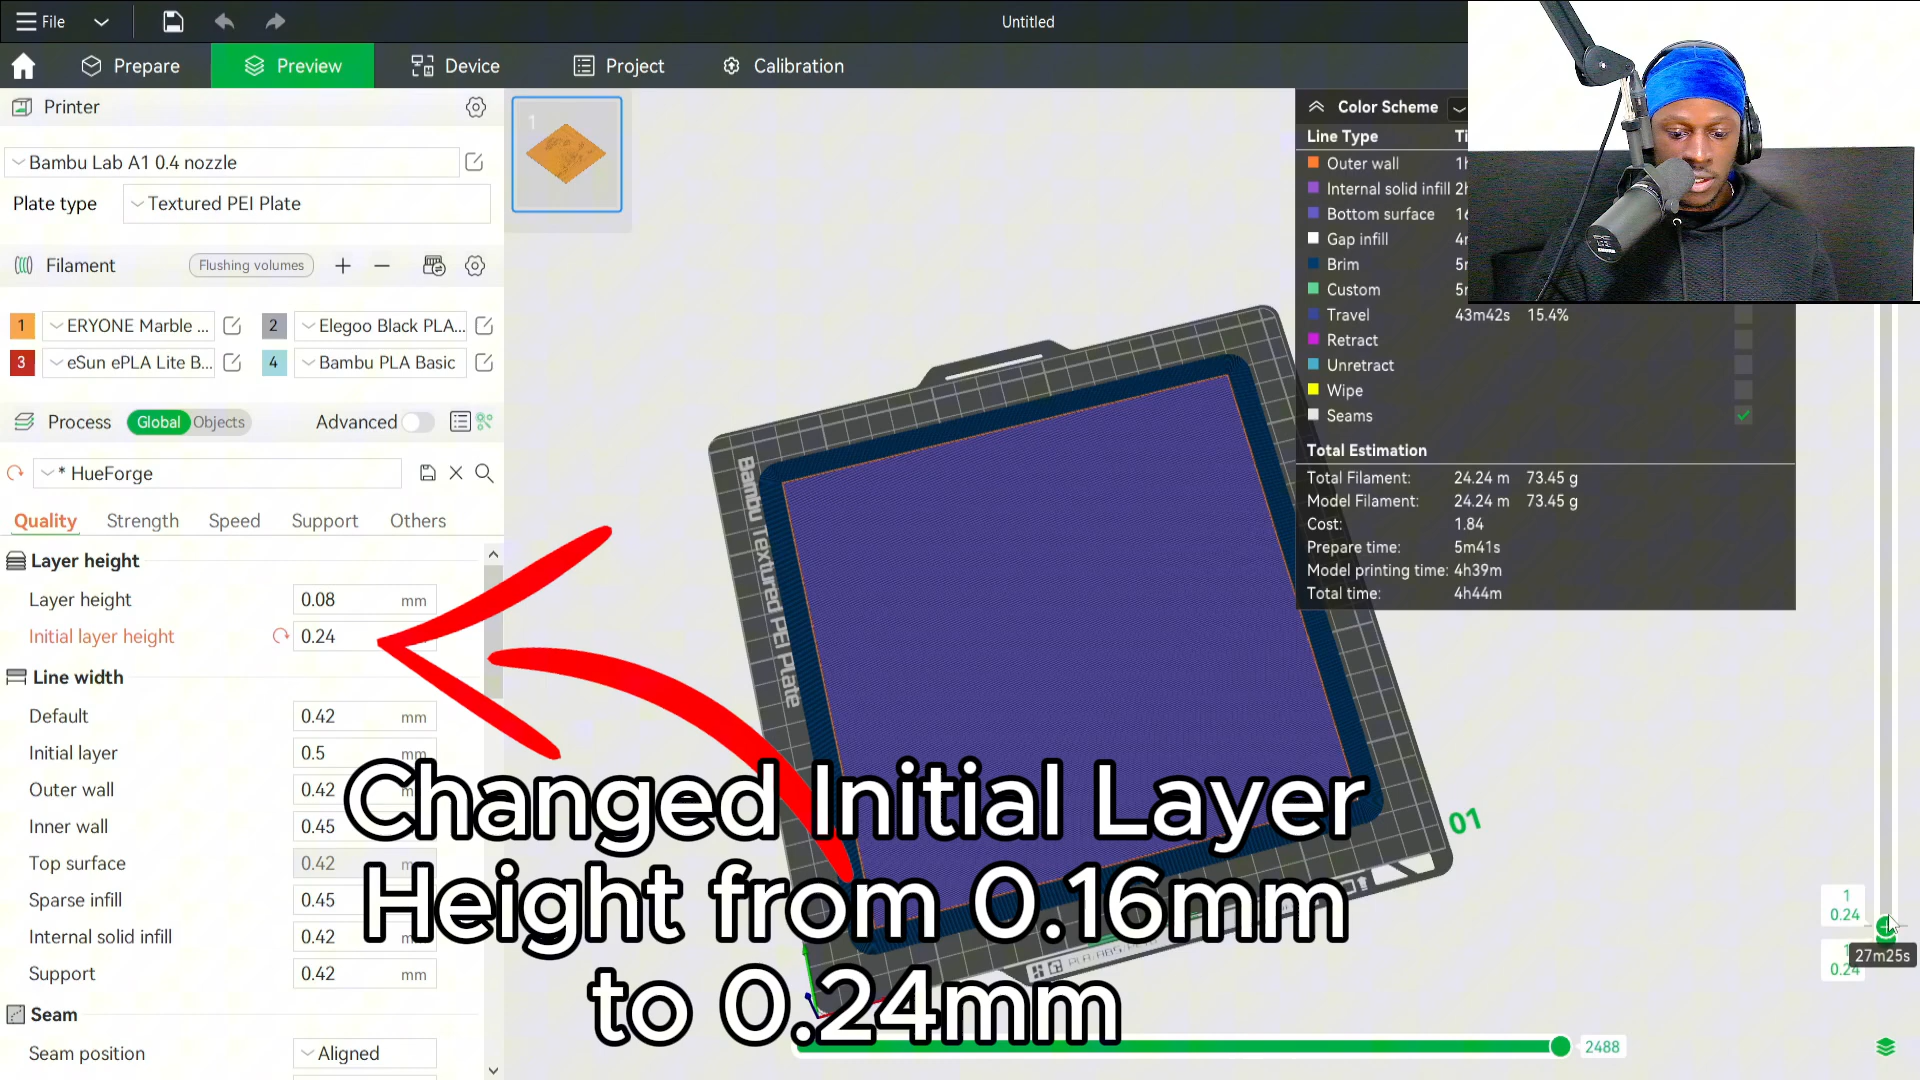 File
Untitled
Prepare
Preview
Device
Project
Calibration
Printer
Bambu Lab A1 0.4 nozzle
Plate type
Textured PEI Plate
Filament
Flushing volumes
1
ERYONE Marble ...
2
Elegoo Black PLA...
3
eSun ePLA Lite B...
4
Bambu PLA Basic
Process
Global
Objects
Advanced
* HueForge
Quality
Strength
Speed
Support
Others
Layer height
Layer height 0.08 mm
Initial layer height 0.24
Line width
Default 0.42 mm
Initial layer 0.5 mm
Outer wall 0.42
Inner wall 0.45
Top surface 0.42
Sparse infill 0.45
Internal solid infill 0.42
Support 0.42 mm
Seam
Seam position Aligned
1
Bambu Textured PEI Plate
01
Color Scheme
Line Type
Outer wall
Internal solid infill
Bottom surface
Gap infill
Brim
Custom
Travel 43m42s 15.4%
Retract
Unretract
Wipe
Seams
Total Estimation
Total Filament: 24.24 m 73.45 g
Model Filament: 24.24 m 73.45 g
Cost: 1.84
Prepare time: 5m41s
Model printing time: 4h39m
Total time: 4h44m
Changed Initial Layer
Height from 0.16mm
to 0.24mm
1
0.24
27m25s
0.24
2488